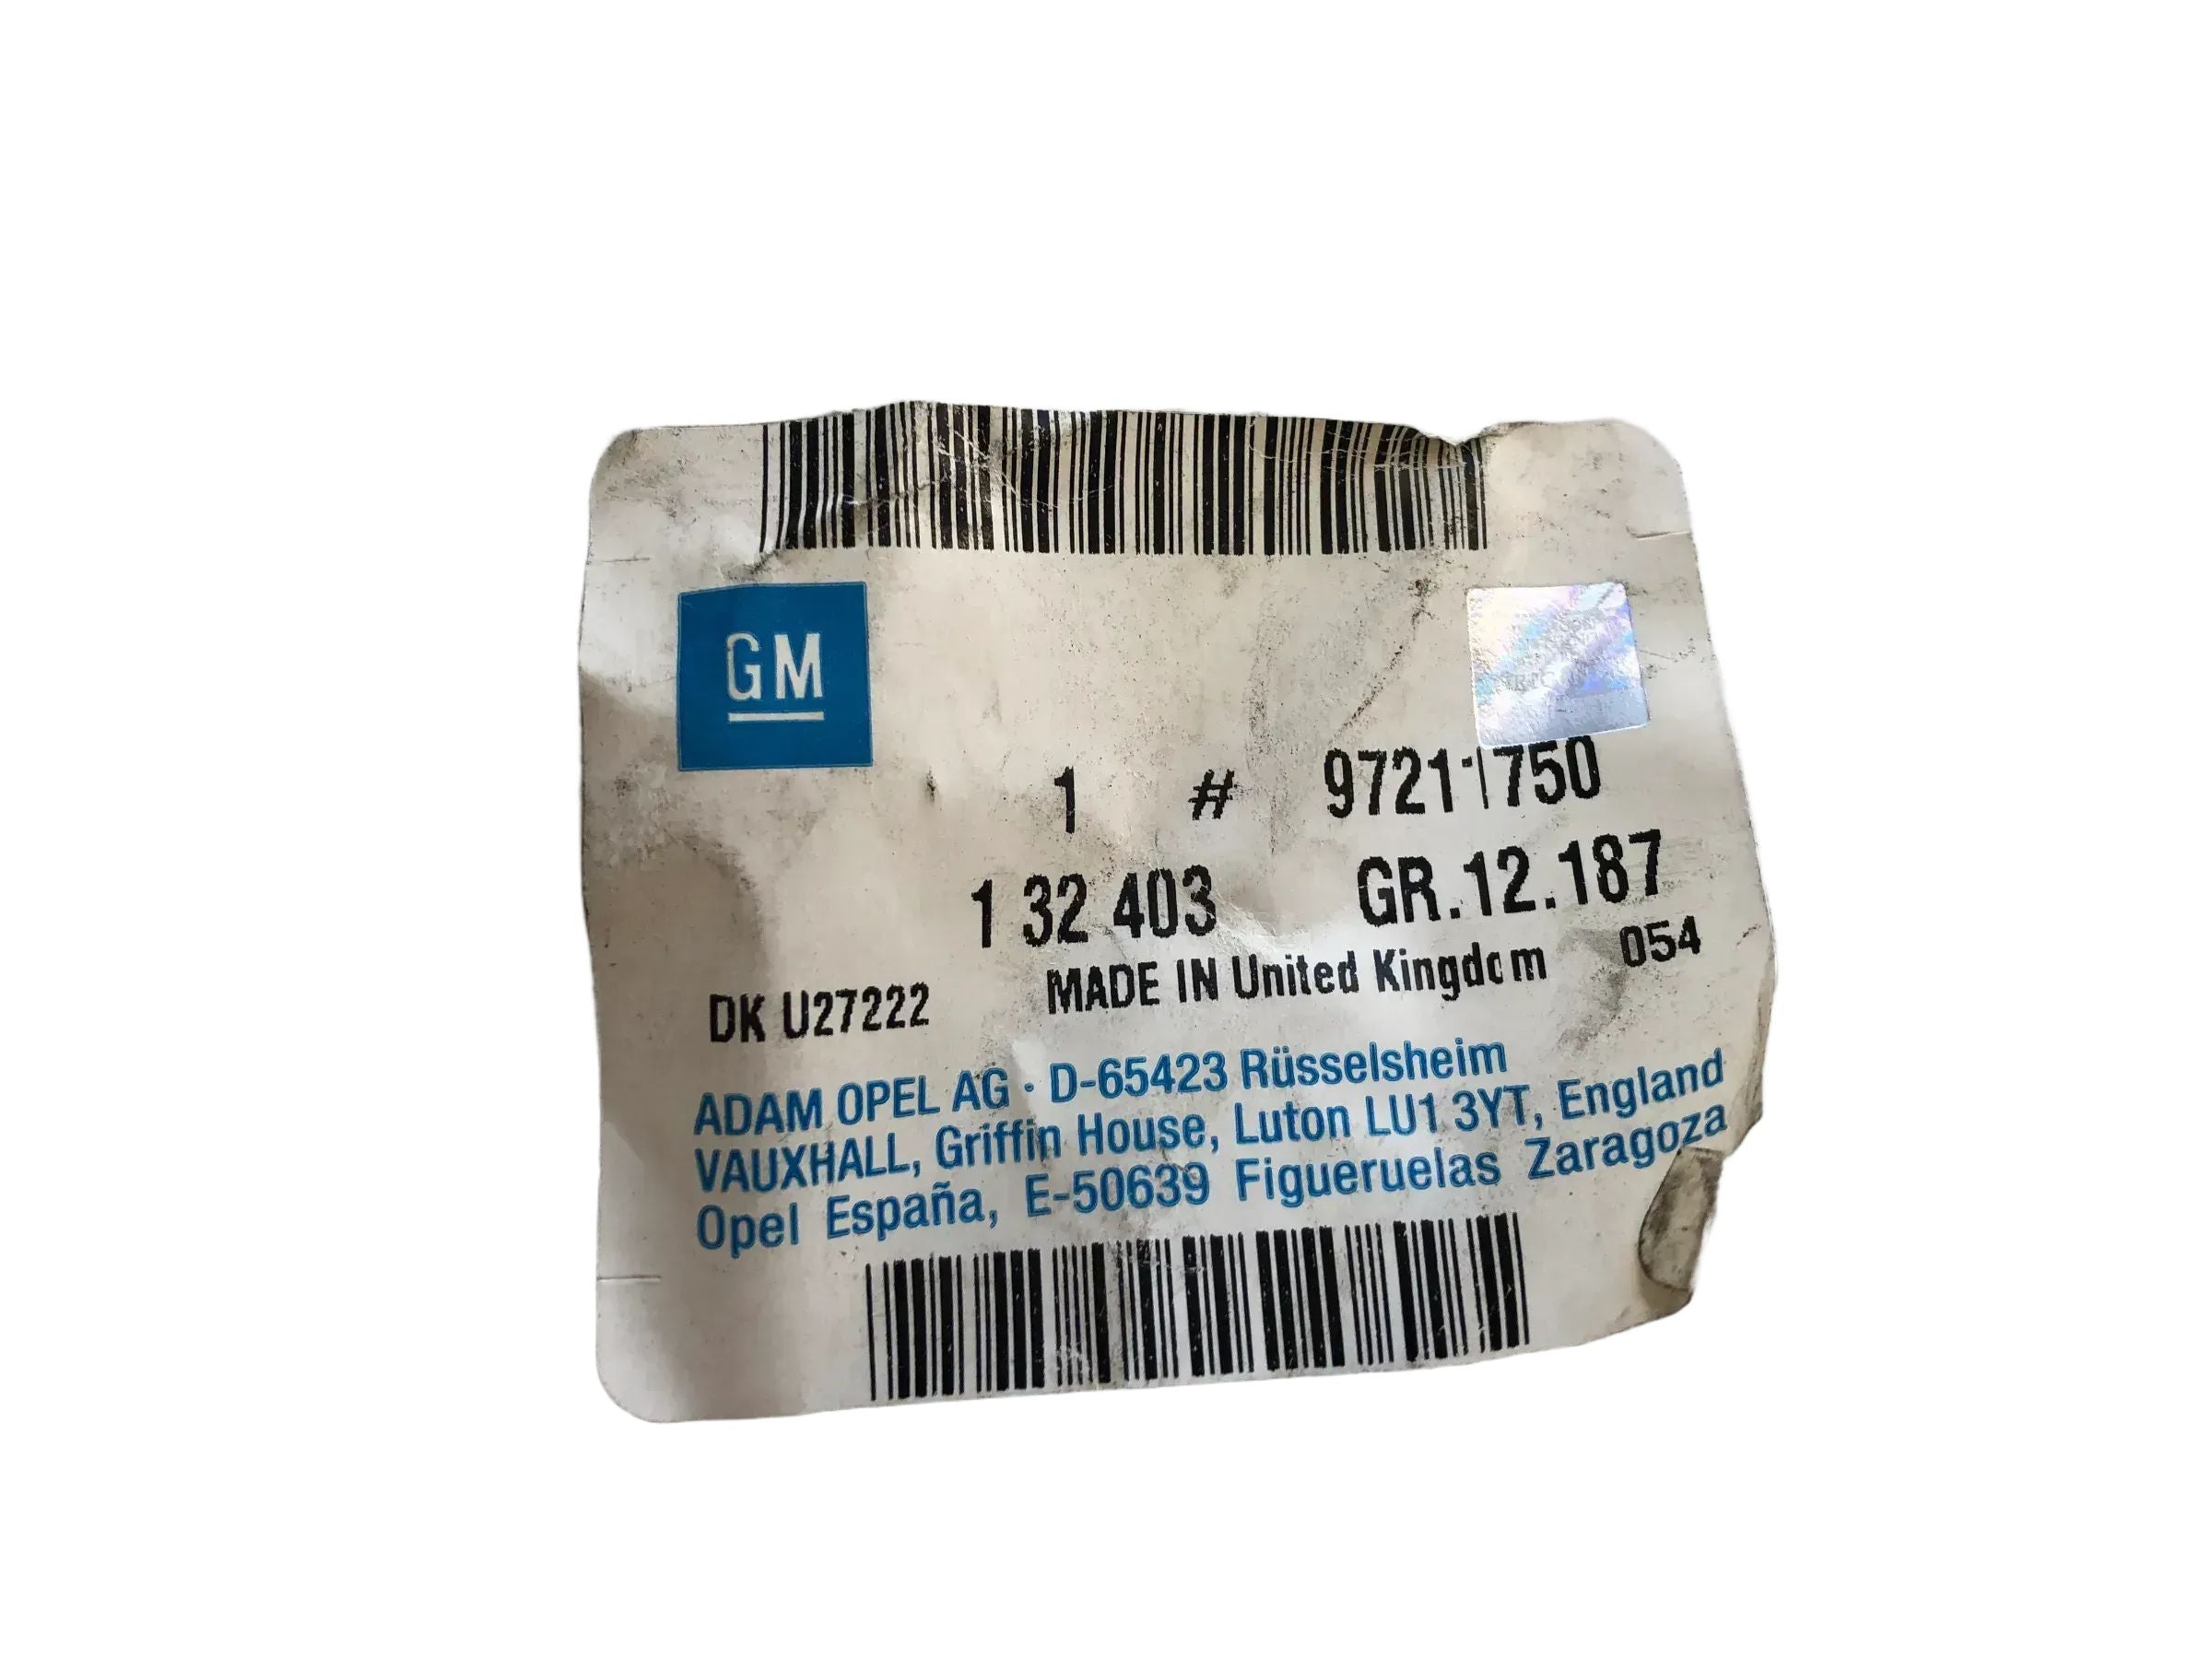 GM
1 # 97211750
1 32 403 GR.12.187
DK U27222 MADE IN United Kingdom 054
ADAM OPEL AG · D-65423 Rüsselsheim
VAUXHALL, Griffin House, Luton LU1 3YT, England
Opel España, E-50639 Figueruelas Zaragoza